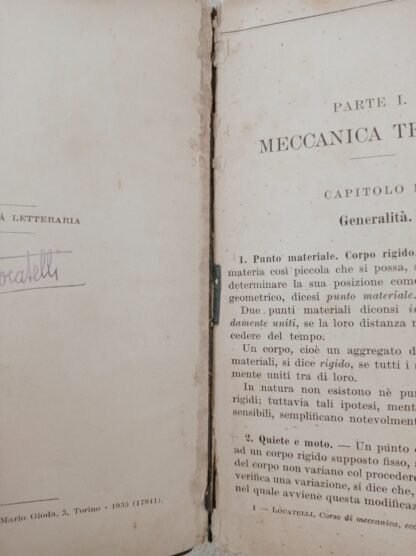 À LETTERARIA
Locatelli
Mario Gioda, 3, Torino - 1935 (17941).
PARTE I.
MECCANICA
CAPITOLO
Generalità.
1. Punto materiale. Corpo rigido.
materia così piccola che si possa,
determinare la sua posizione come
geometrico, dicesi punto materiale.
Due punti materiali diconsi
damente uniti, se la loro distanza
cedere del tempo.
Un corpo, cioè un aggregato d
materiali, si dice rigido, se tutti i
mente uniti tra di loro.
In natura non esistono nè pun
rigidi; tuttavia tali ipotesi, ment
sensibili, semplificano notevolment
2. Quiete e moto. — Un punto
ad un corpo rigido supposto fisso,
del corpo non variano col procedere
verifica una variazione, si dice che,
nel quale avviene questa modificaz
1 — LOCATELLI, Corso di meccanica, ecc